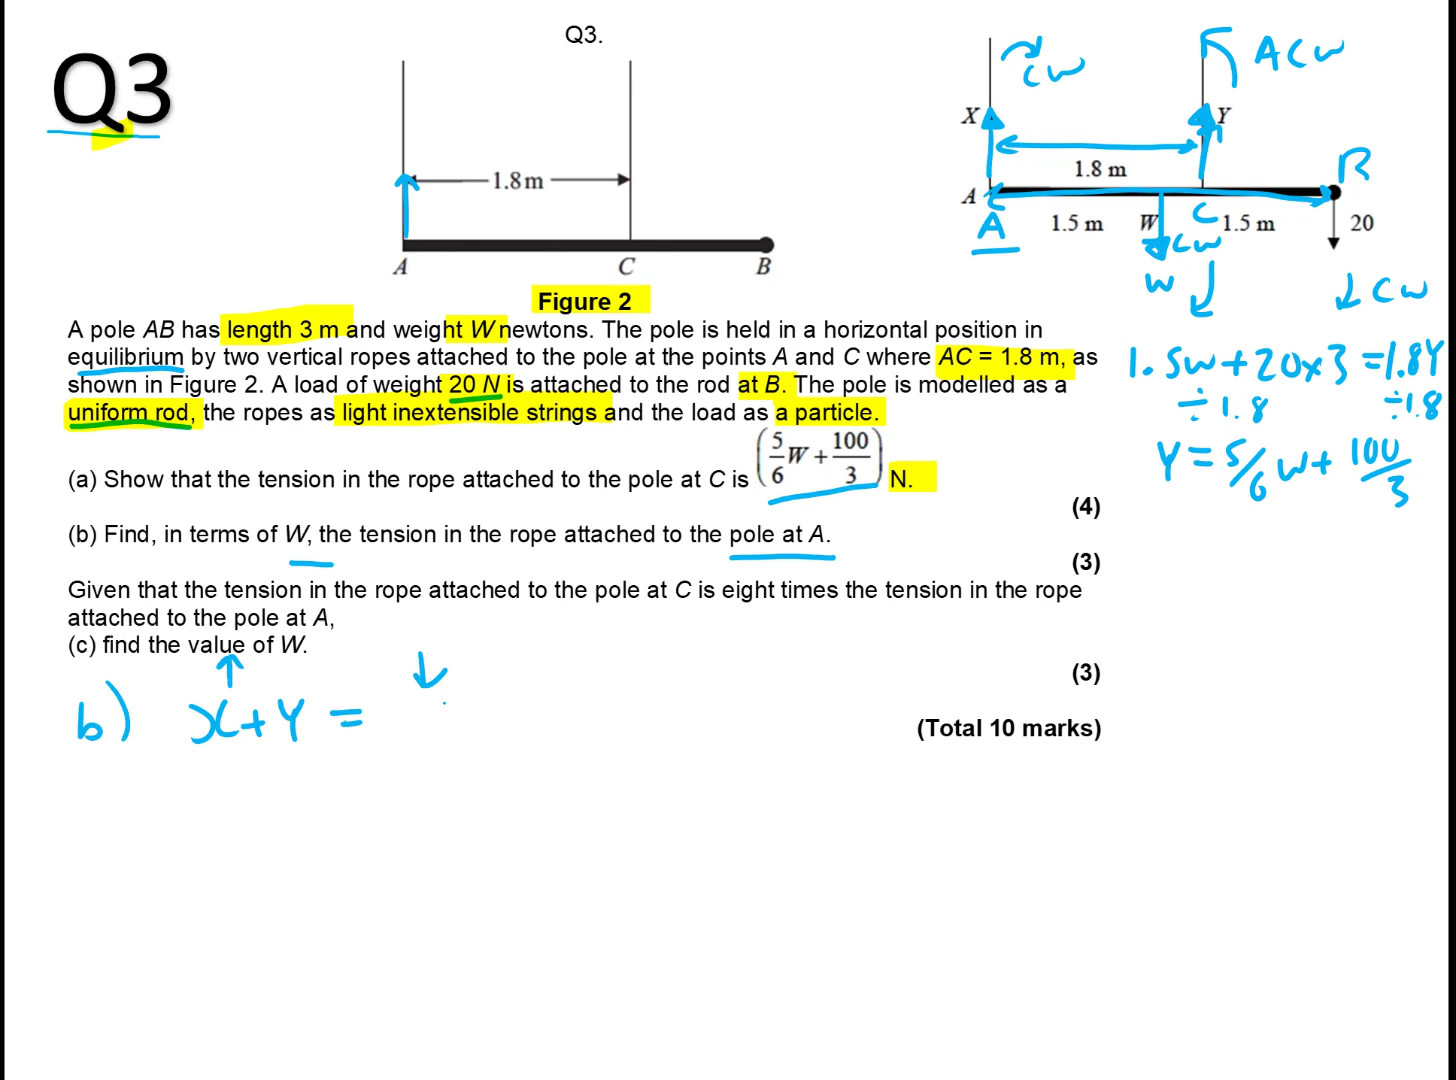 Q3.
Q3
1.8 m
A C B
Figure 2
CW ACW
X Y
1.8 m
B
A
A 1.5 m W C 1.5 m 20
CW
W CW
A pole AB has length 3 m and weight W newtons. The pole is held in a horizontal position in
equilibrium by two vertical ropes attached to the pole at the points A and C where AC = 1.8 m, as
shown in Figure 2. A load of weight 20 N is attached to the rod at B. The pole is modelled as a
uniform rod, the ropes as light inextensible strings and the load as a particle.
1.5W + 20 x 3 = 1.8Y
÷ 1.8 ÷1.8
Y = 5/6 W + 100/3
(a) Show that the tension in the rope attached to the pole at C is (5/6 W + 100/3) N.
(4)
(b) Find, in terms of W, the tension in the rope attached to the pole at A.
(3)
Given that the tension in the rope attached to the pole at C is eight times the tension in the rope
attached to the pole at A,
(c) find the value of W.
(3)
(Total 10 marks)
↑ ↓
b) X + Y =